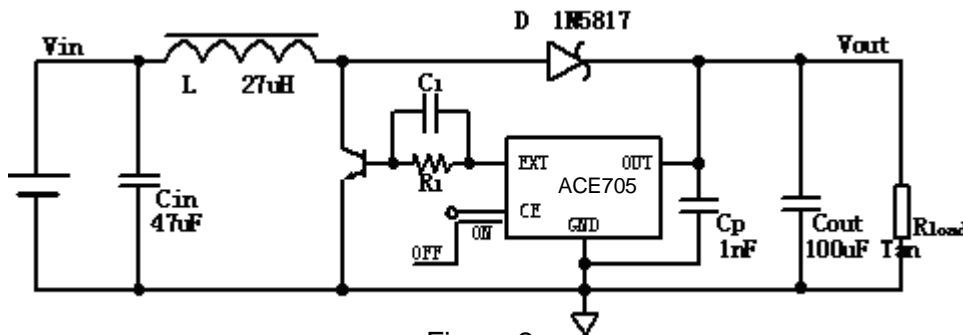 D 1N5817
Vin
Vout
L 27uH
C1
EXT
OUT
ACE705
R1
CE
GND
ON
OFF
Cin
47uF
Cp
1nF
Cout
100uF
Tan
Rload
Figure